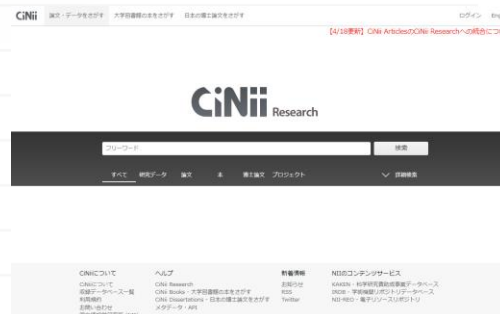 CiNii 論文・データをさがす 大学図書館の本をさがす 日本の博士論文をさがす ログイン
【4/18更新】CiNii ArticlesのCiNii Researchへの統合につ
CiNii Research
フリーワード 検索
すべて 研究データ 論文 本 博士論文 プロジェクト 詳細検索
CiNiiについて ヘルプ 新着情報 NIIのコンテンツサービス
CiNiiについて CiNii Research お知らせ KAKEN - 科学研究費助成事業データベース
収録データベース一覧 CiNii Books - 大学図書館の本をさがす RSS IRDB - 学術機関リポジトリデータベース
利用規約 CiNii Dissertations - 日本の博士論文をさがす Twitter NII-REO - 電子リソースリポジトリ
お問い合わせ メタデータ・API